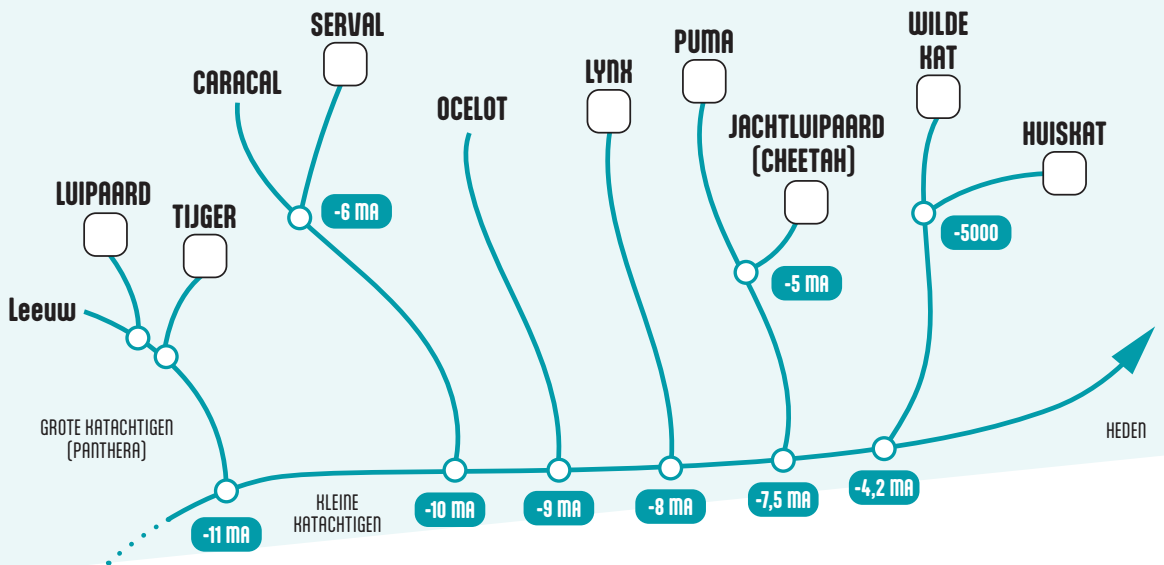 SERVAL
WILDE
KAT
PUMA
CARACAL
LYNX
OCELOT
JACHTLUIPAARD
(CHEETAH)
HUISKAT
LUIPAARD
TIJGER
-6 MA
-5000
-5 MA
Leeuw
GROTE KATACHTIGEN
(PANTHERA)
HEDEN
KLEINE
KATACHTIGEN
-11 MA
-10 MA
-9 MA
-8 MA
-7,5 MA
-4,2 MA